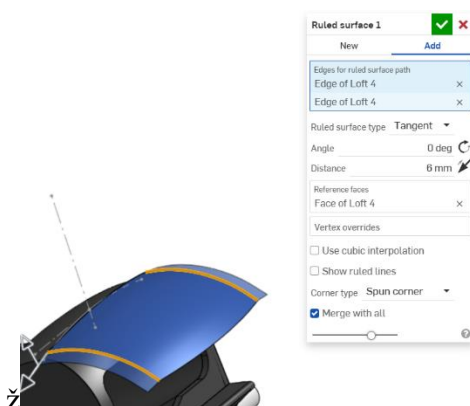 Ruled surface 1
New Add
Edges for ruled surface path
Edge of Loft 4
Edge of Loft 4
Ruled surface type Tangent
Angle 0 deg
Distance 6 mm
Reference faces
Face of Loft 4
Vertex overrides
Use cubic interpolation
Show ruled lines
Corner type Spun corner
Merge with all
ž